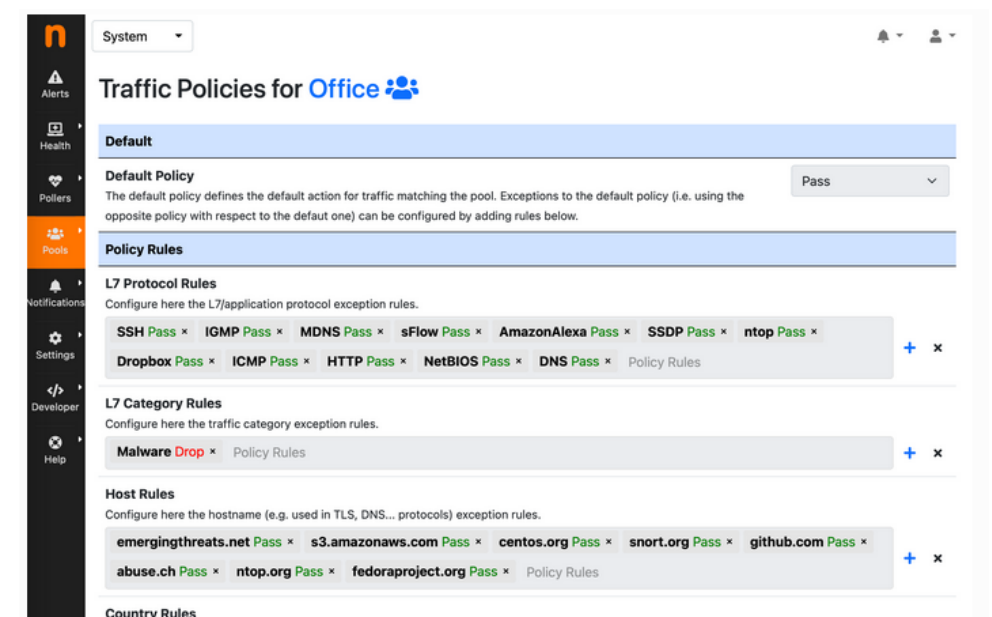 n
System
Alerts
Health
Pollers
Pools
Notifications
Settings
Developer
Help
Traffic Policies for Office
Default
Default Policy
Pass
The default policy defines the default action for traffic matching the pool. Exceptions to the default policy (i.e. using the
opposite policy with respect to the defaut one) can be configured by adding rules below.
Policy Rules
L7 Protocol Rules
Configure here the L7/application protocol exception rules.
SSH Pass × IGMP Pass × MDNS Pass × sFlow Pass × AmazonAlexa Pass × SSDP Pass × ntop Pass ×
Dropbox Pass × ICMP Pass × HTTP Pass × NetBIOS Pass × DNS Pass × Policy Rules
L7 Category Rules
Configure here the traffic category exception rules.
Malware Drop × Policy Rules
Host Rules
Configure here the hostname (e.g. used in TLS, DNS... protocols) exception rules.
emergingthreats.net Pass × s3.amazonaws.com Pass × centos.org Pass × snort.org Pass × github.com Pass ×
abuse.ch Pass × ntop.org Pass × fedoraproject.org Pass × Policy Rules
Country Rules